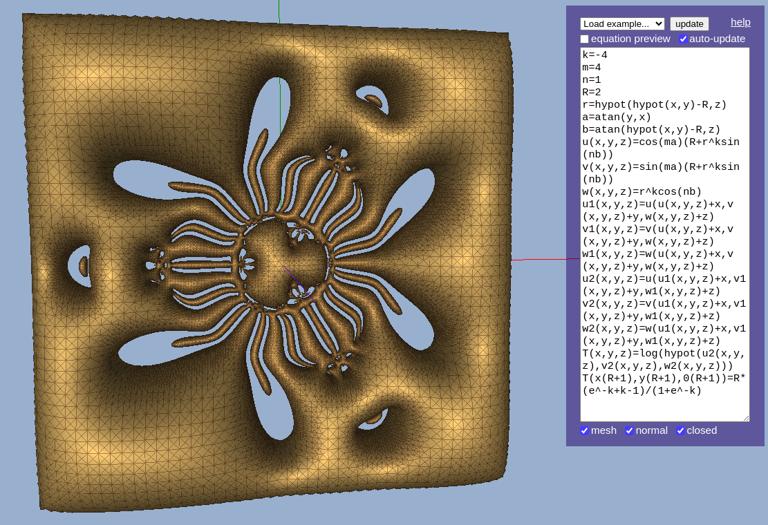 Load example...
update
help
equation preview
auto-update
k=-4
m=4
n=1
R=2
r=hypot(hypot(x,y)-R,z)
a=atan(y,x)
b=atan(hypot(x,y)-R,z)
u(x,y,z)=cos(ma)(R+r^ksin
(nb))
v(x,y,z)=sin(ma)(R+r^ksin
(nb))
w(x,y,z)=r^kcos(nb)
u1(x,y,z)=u(u(x,y,z)+x,v
(x,y,z)+y,w(x,y,z)+z)
v1(x,y,z)=v(u(x,y,z)+x,v
(x,y,z)+y,w(x,y,z)+z)
w1(x,y,z)=w(u(x,y,z)+x,v
(x,y,z)+y,w(x,y,z)+z)
u2(x,y,z)=u(u1(x,y,z)+x,v1
(x,y,z)+y,w1(x,y,z)+z)
v2(x,y,z)=v(u1(x,y,z)+x,v1
(x,y,z)+y,w1(x,y,z)+z)
w2(x,y,z)=w(u1(x,y,z)+x,v1
(x,y,z)+y,w1(x,y,z)+z)
T(x,y,z)=log(hypot(u2(x,y,
z),v2(x,y,z),w2(x,y,z)))
T(x(R+1),y(R+1),0(R+1))=R*
(e^-k+k-1)/(1+e^-k)
mesh
normal
closed